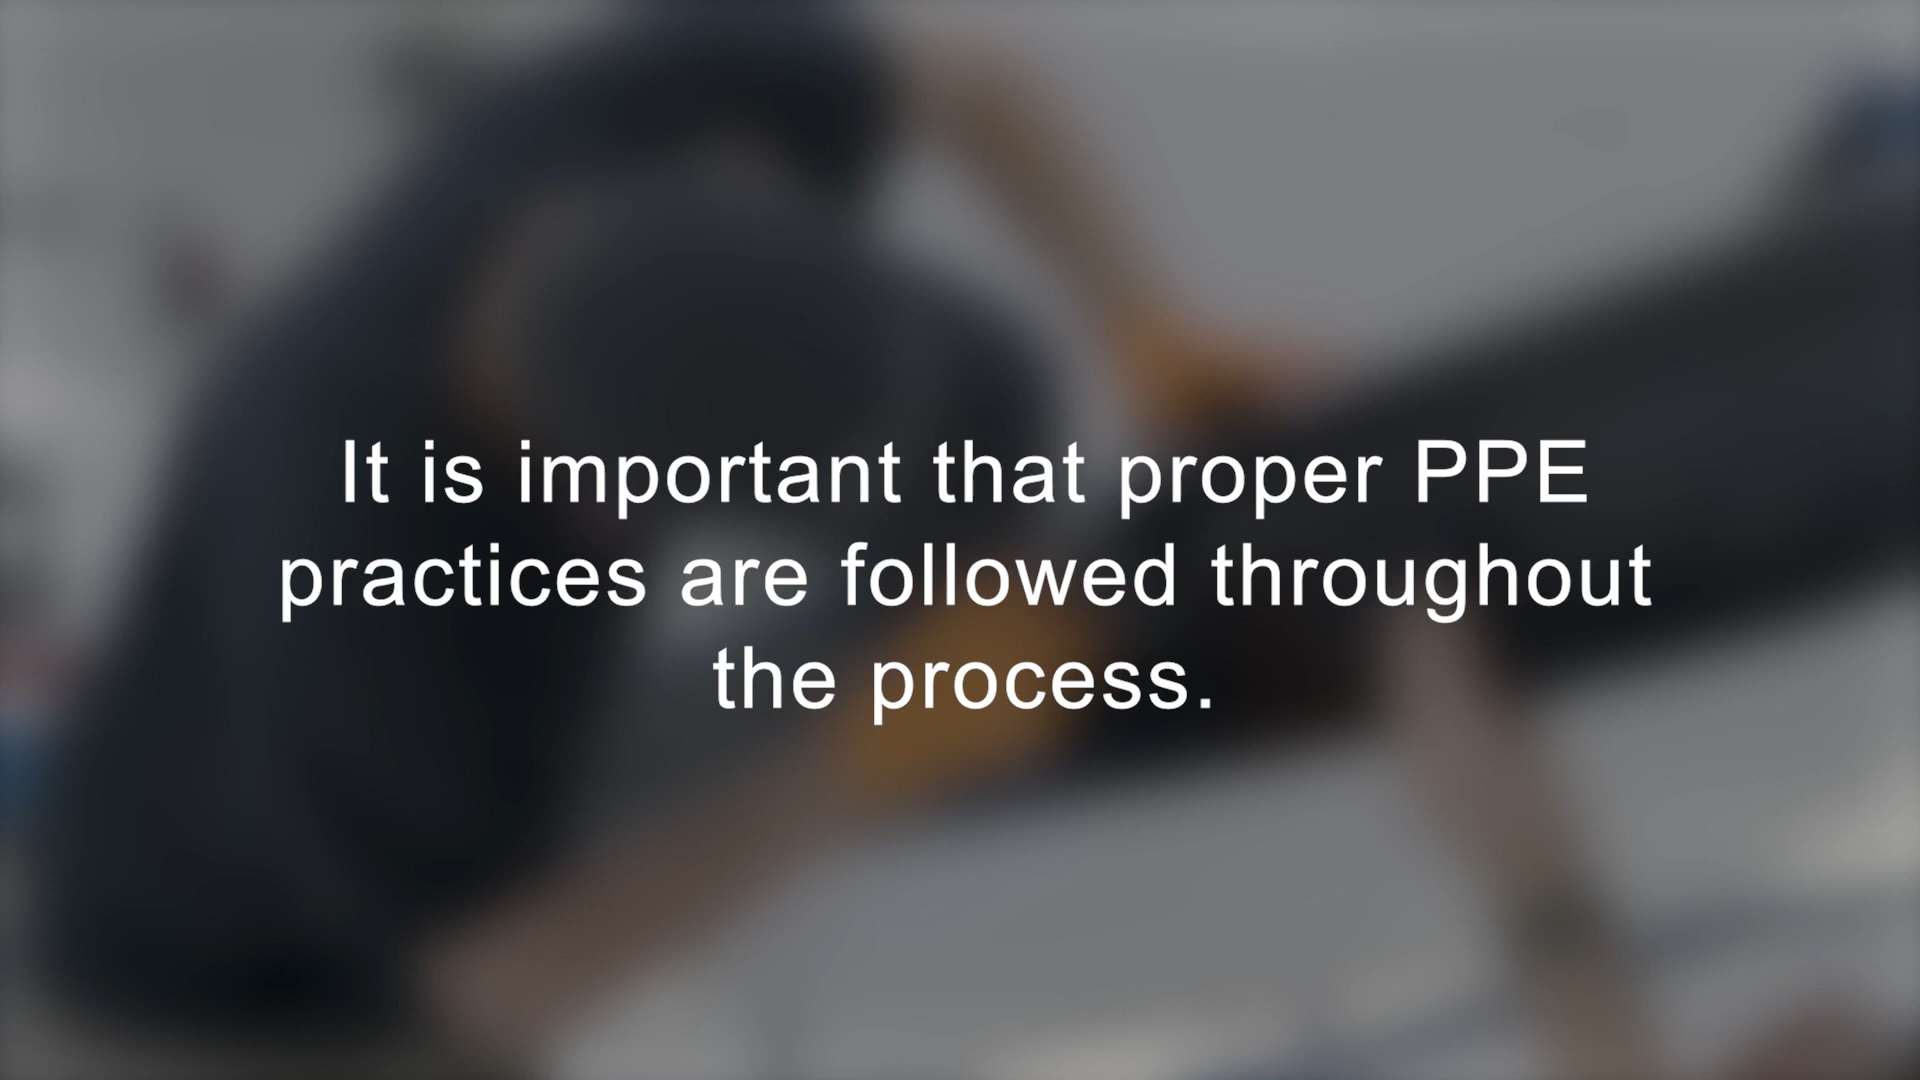 It is important that proper PPE
practices are followed throughout
the process.